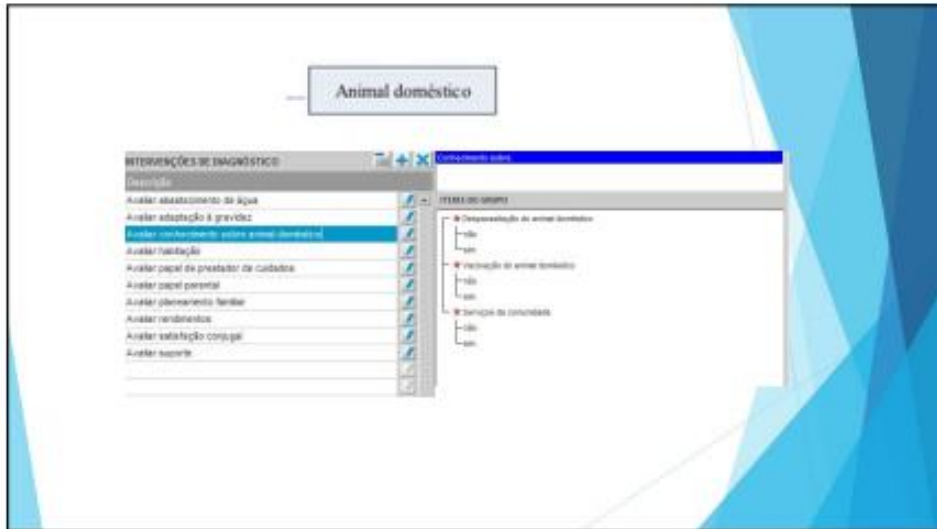 Animal doméstico
INTERVENÇÕES DE DIAGNÓSTICO
Descrição
Avaliar abastecimento de água
Avaliar adaptação à gravidez
Avaliar conhecimento sobre animal doméstico
Avaliar habitação
Avaliar papel de prestador de cuidados
Avaliar papel parental
Avaliar planeamento familiar
Avaliar rendimentos
Avaliar satisfação conjugal
Avaliar suporte
Conhecimento sobre
ITENS DO GRUPO
Desparasitação do animal doméstico
não
sim
Vacinação do animal doméstico
não
sim
Serviços da comunidade
não
sim